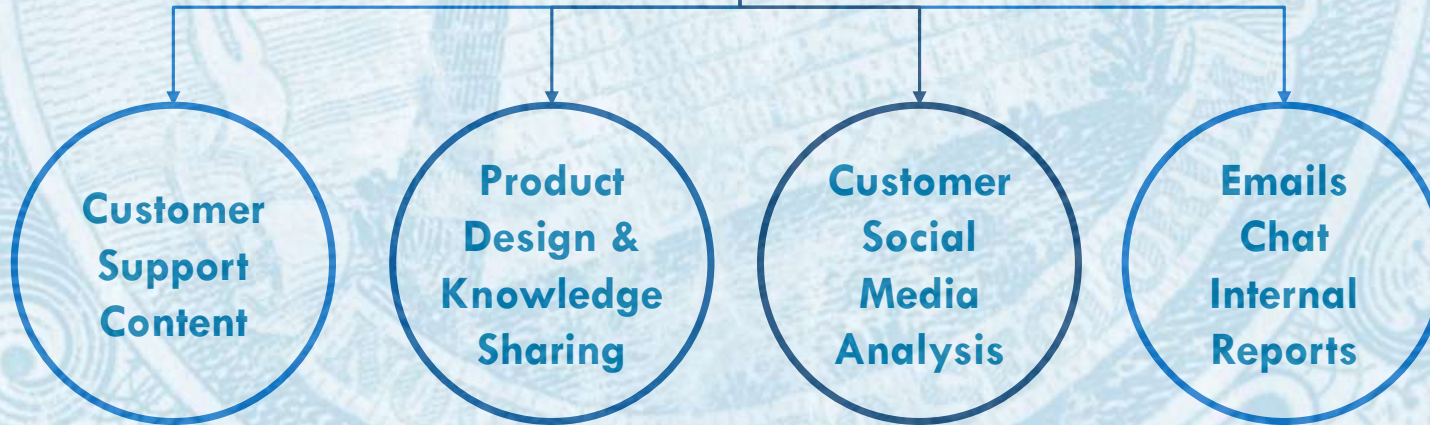 Customer
Support
Content
Product
Design &
Knowledge
Sharing
Customer
Social
Media
Analysis
Emails
Chat
Internal
Reports